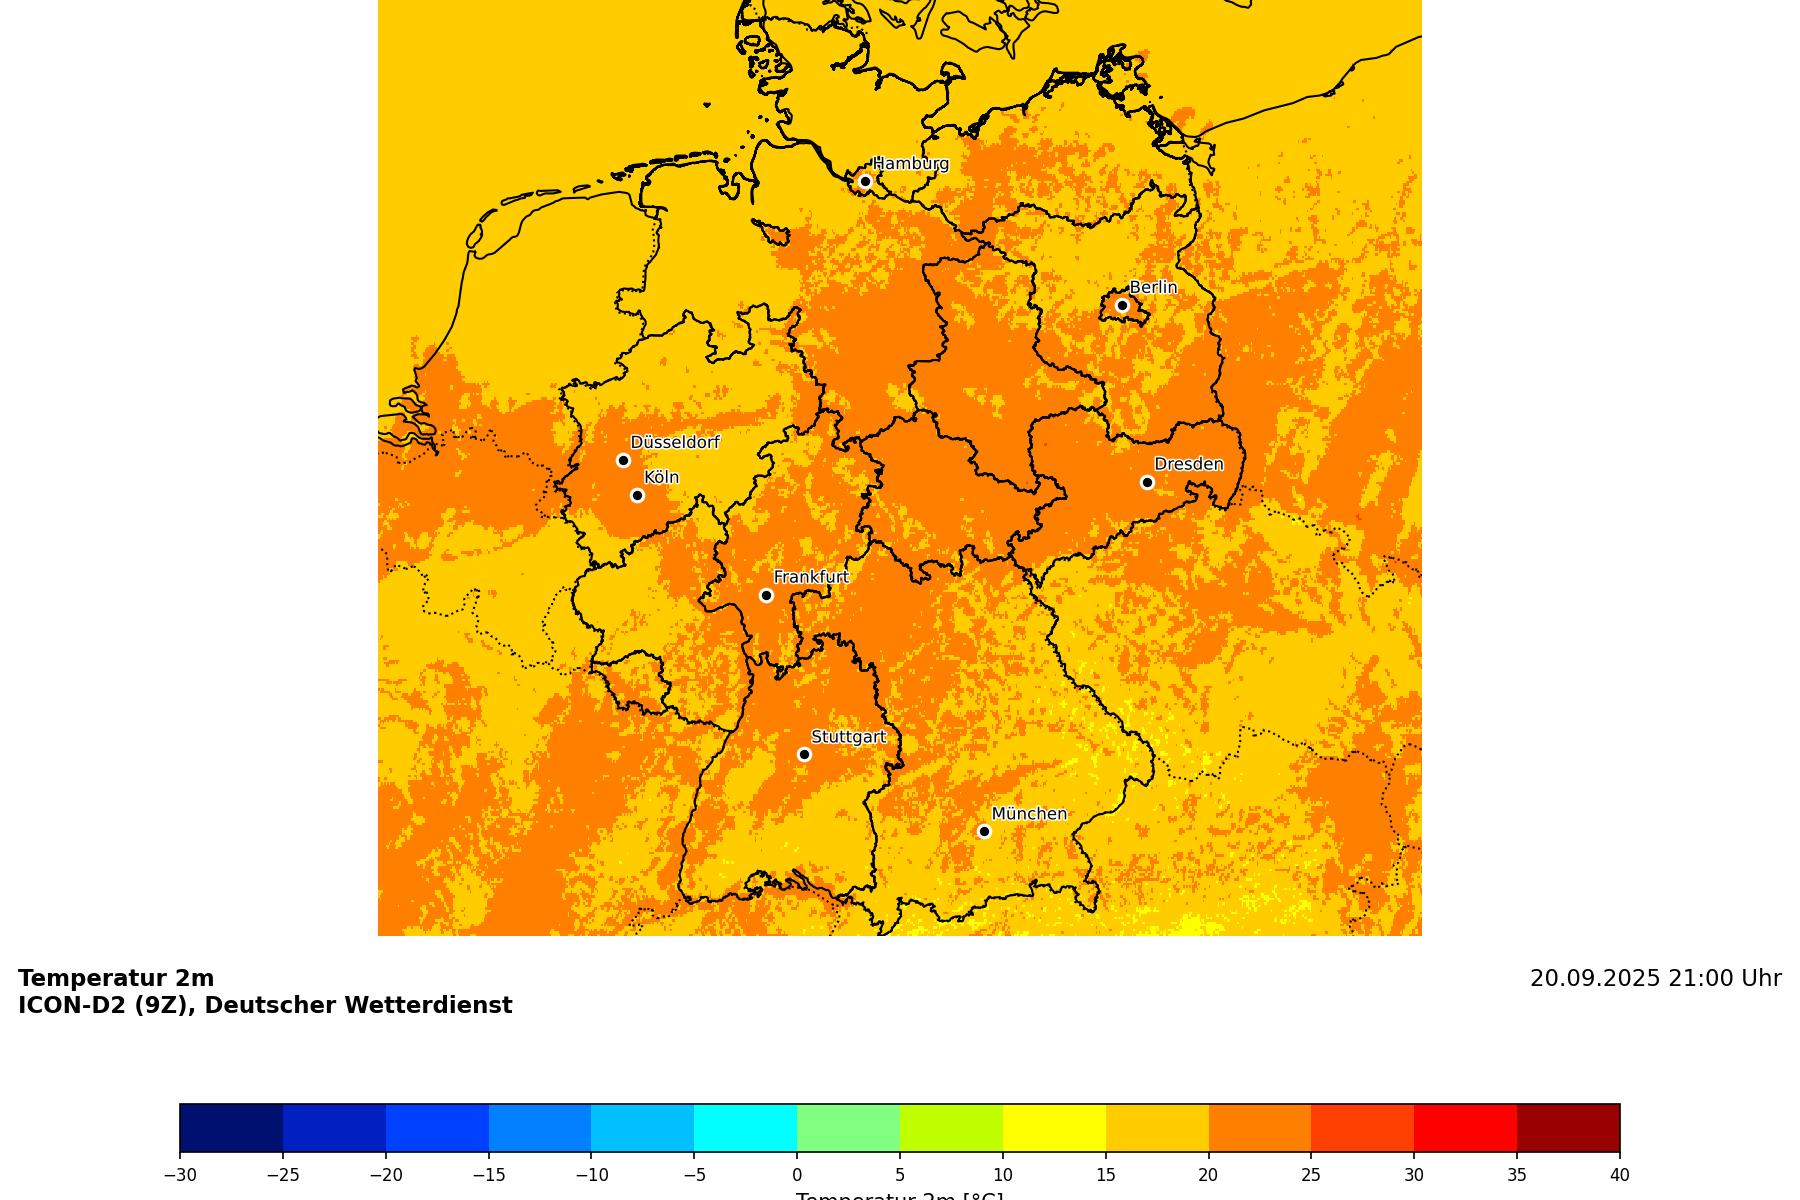 Hamburg
Berlin
Düsseldorf
Köln
Dresden
Frankfurt
Stuttgart
München
Temperatur 2m
20.09.2025 21:00 Uhr
ICON-D2 (9Z), Deutscher Wetterdienst
−30 −25 −20 −15 −10 −5 0 5 10 15 20 25 30 35 40
Temperatur 2m [°C]